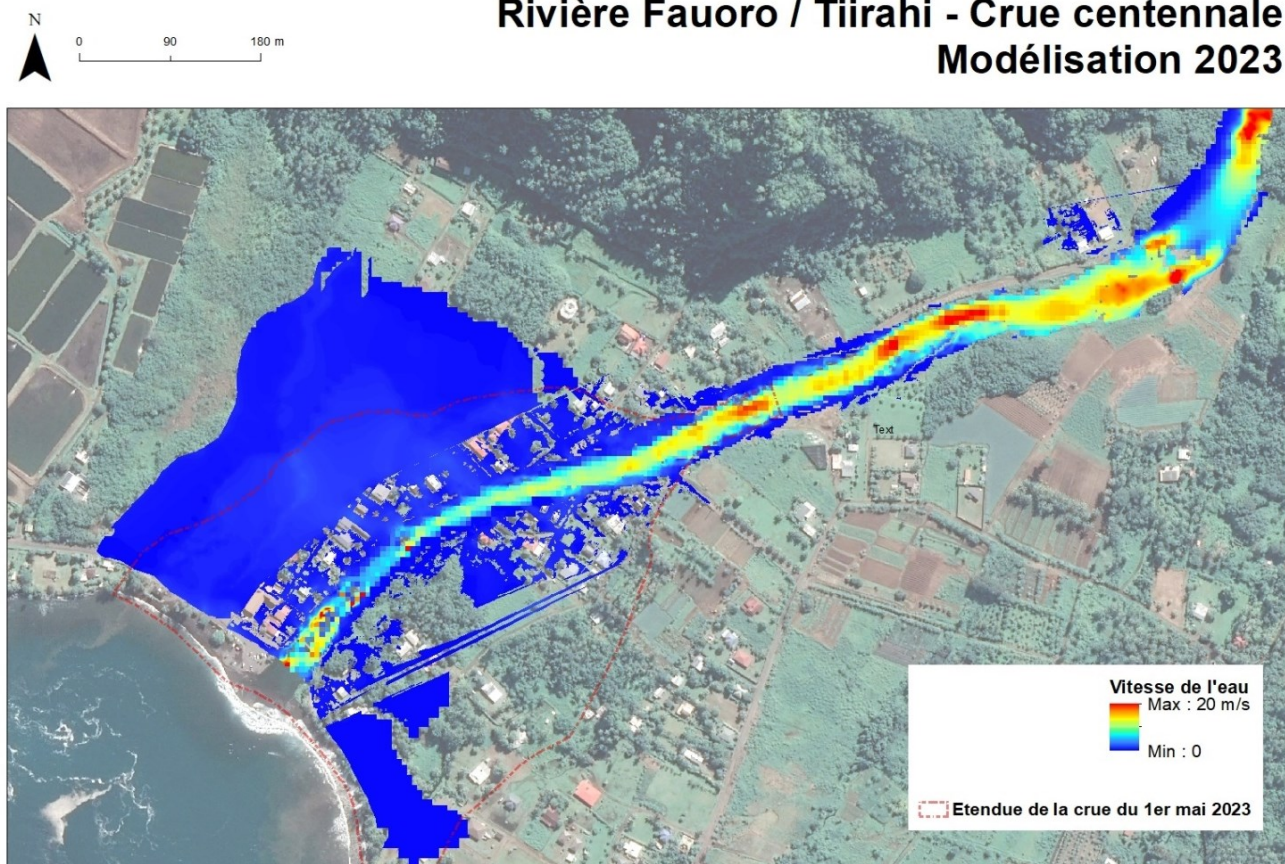 Rivière Fauoro / Tiirahi - Crue centennale
Modélisation 2023
N
0 90 180 m
Text
Vitesse de l'eau
Max : 20 m/s
Min : 0
Etendue de la crue du 1er mai 2023